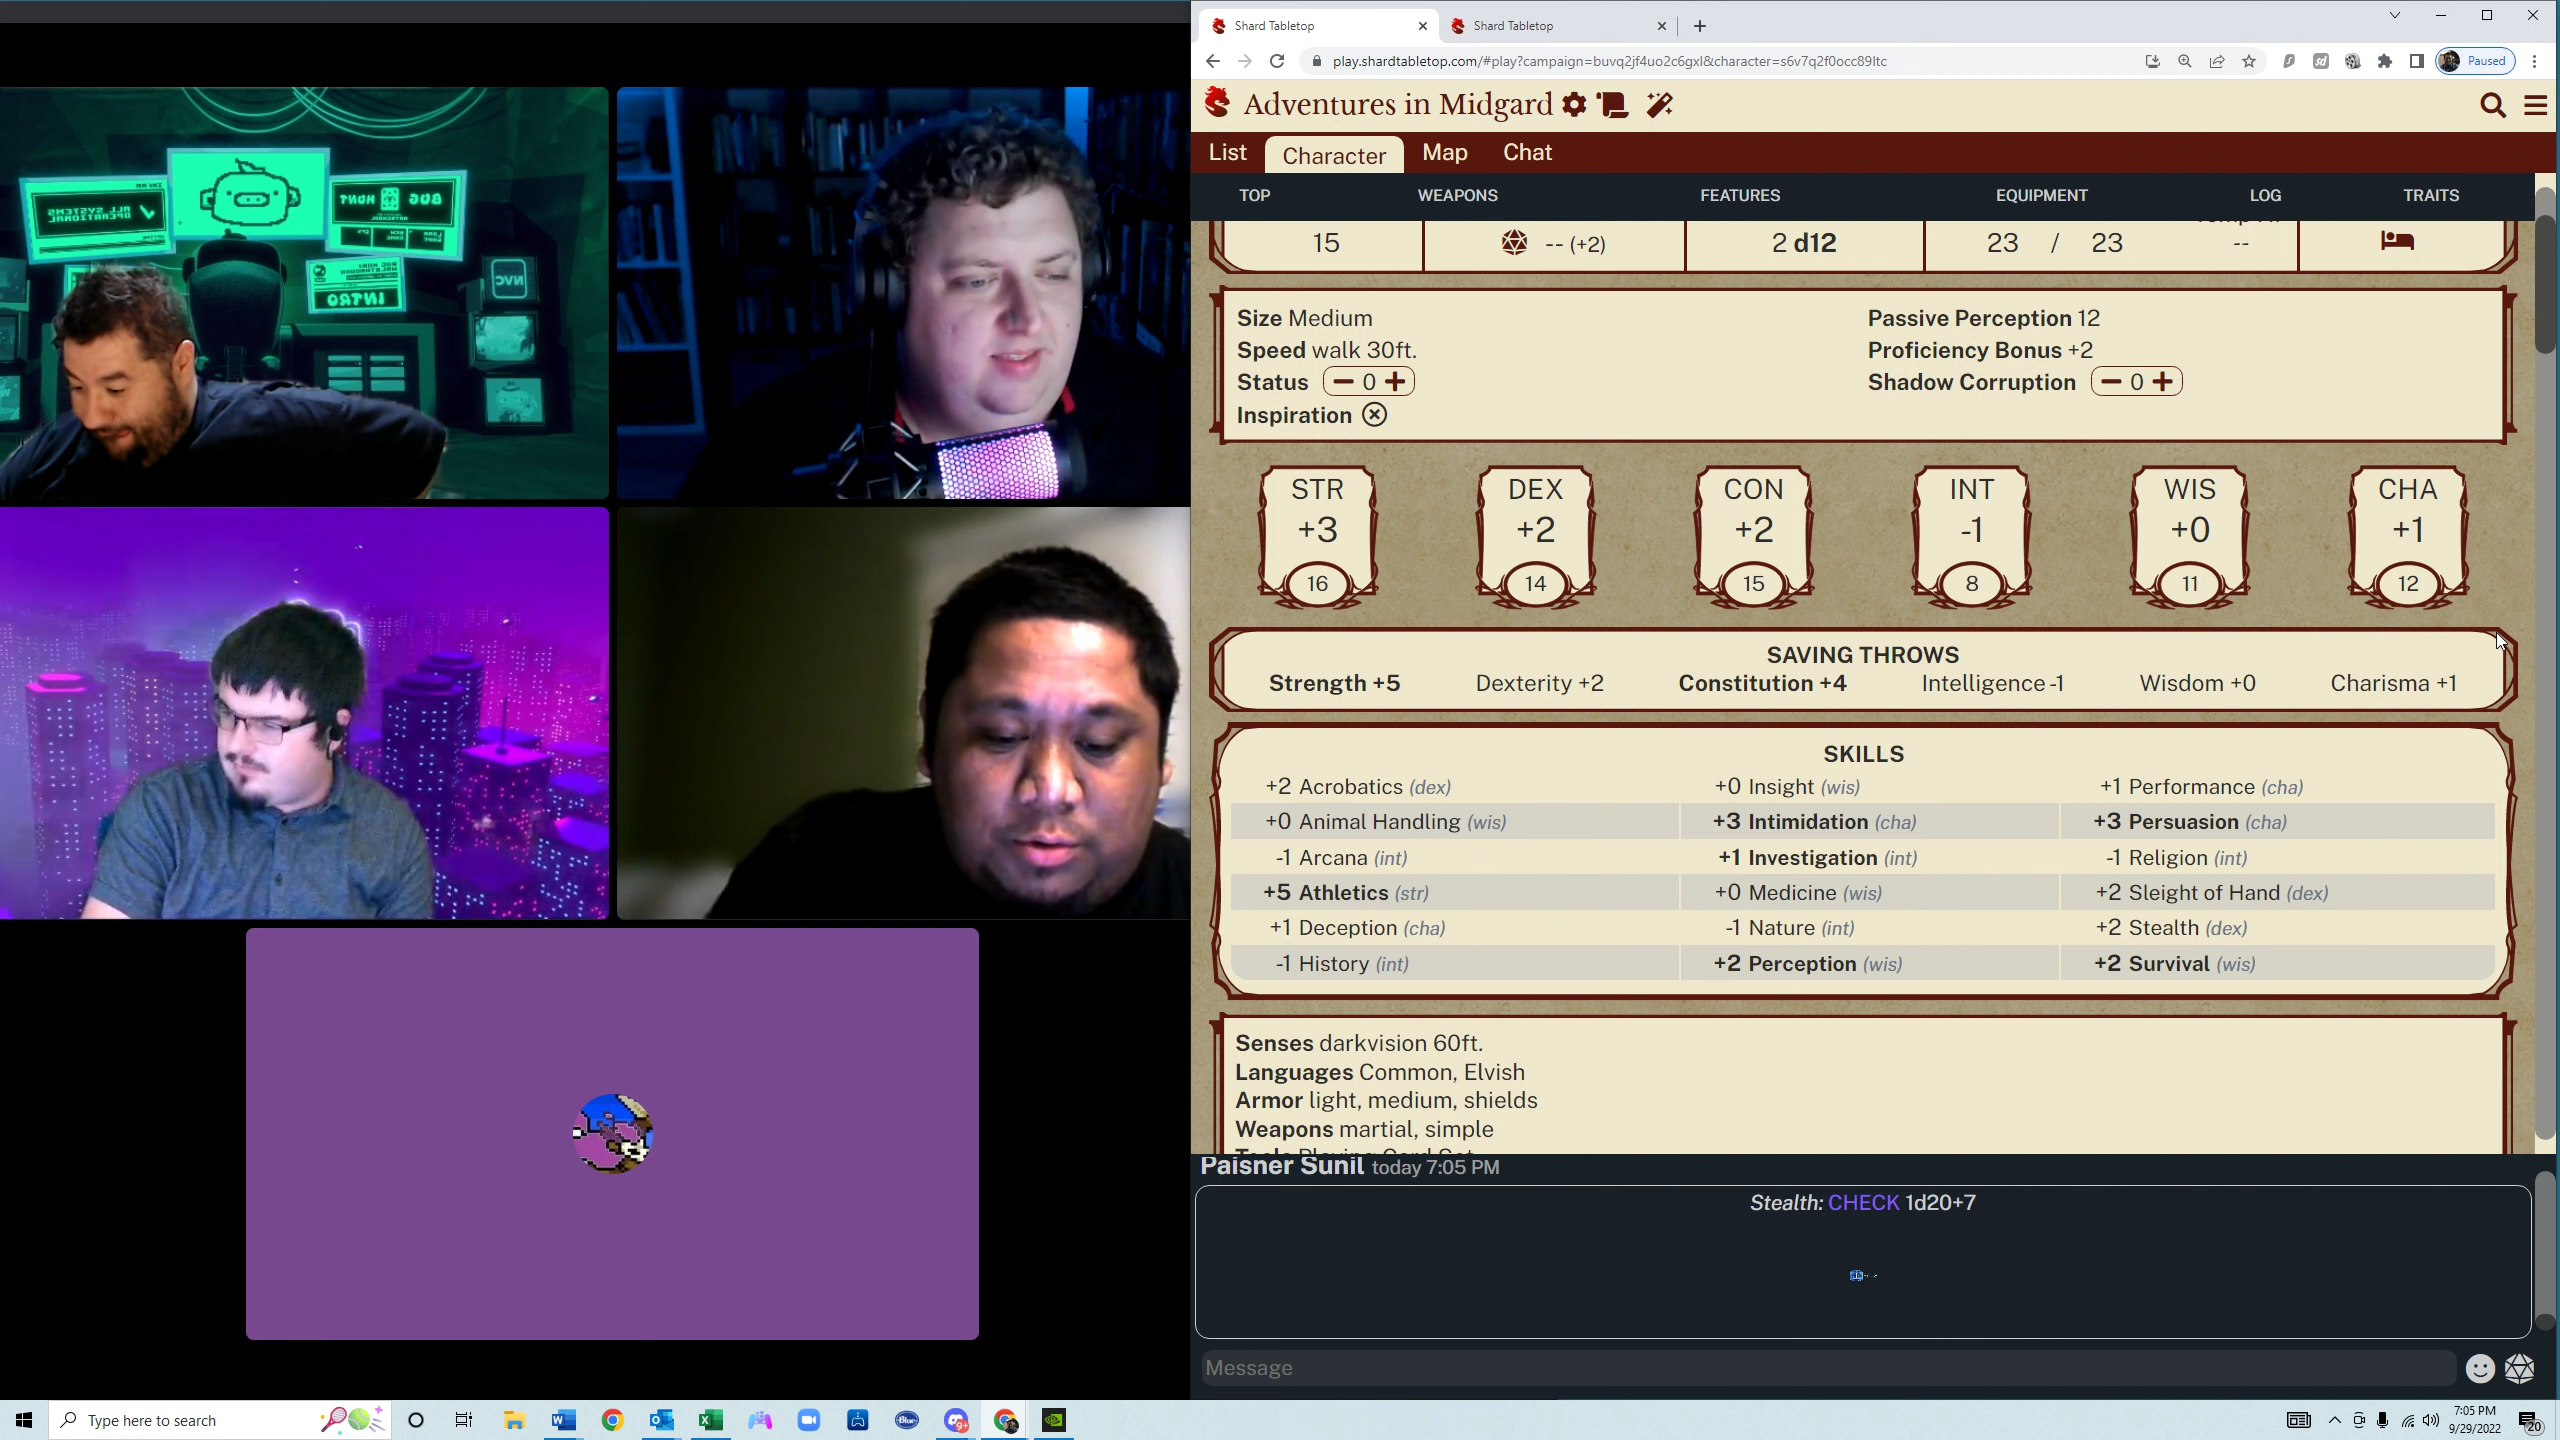 Shard Tabletop
Shard Tabletop
play.shardtabletop.com/#play?campaign=buvq2jf4uo2c6gxl&character=s6v7q2f0occ89ltc
Paused
Adventures in Midgard
List Character Map Chat
TOP WEAPONS FEATURES EQUIPMENT LOG TRAITS
15 -- (+2) 2 d12 23 / 23 --
Size Medium
Speed walk 30ft.
Status 0
Inspiration
Passive Perception 12
Proficiency Bonus +2
Shadow Corruption 0
STR DEX CON INT WIS CHA
+3 +2 +2 -1 +0 +1
16 14 15 8 11 12
SAVING THROWS
Strength +5 Dexterity +2 Constitution +4 Intelligence -1 Wisdom +0 Charisma +1
SKILLS
+2 Acrobatics (dex) +0 Insight (wis) +1 Performance (cha)
+0 Animal Handling (wis) +3 Intimidation (cha) +3 Persuasion (cha)
-1 Arcana (int) +1 Investigation (int) -1 Religion (int)
+5 Athletics (str) +0 Medicine (wis) +2 Sleight of Hand (dex)
+1 Deception (cha) -1 Nature (int) +2 Stealth (dex)
-1 History (int) +2 Perception (wis) +2 Survival (wis)
Senses darkvision 60ft.
Languages Common, Elvish
Armor light, medium, shields
Weapons martial, simple
Paisner Sunil today 7:05 PM
Stealth: CHECK 1d20+7
Message
ALL SYSTEMS
OPERATIONAL
BUG HUNT
INTRO
NVC
Type here to search
9+
7:05 PM
9/29/2022
20